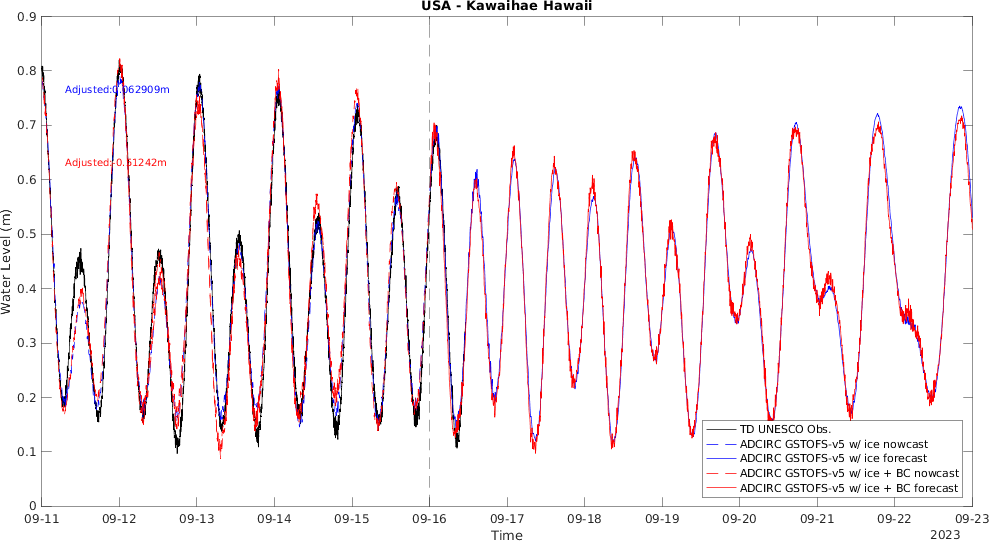 USA - Kawaihae Hawaii
0.9
0.8
0.7
0.6
0.5
0.4
0.3
0.2
0.1
0
Water Level (m)
Adjusted:0.062909m
Adjusted:-0.51242m
TD UNESCO Obs.
ADCIRC GSTOFS-v5 w/ ice nowcast
ADCIRC GSTOFS-v5 w/ ice forecast
ADCIRC GSTOFS-v5 w/ ice + BC nowcast
ADCIRC GSTOFS-v5 w/ ice + BC forecast
09-11 09-12 09-13 09-14 09-15 09-16 09-17 09-18 09-19 09-20 09-21 09-22 09-23
Time
2023